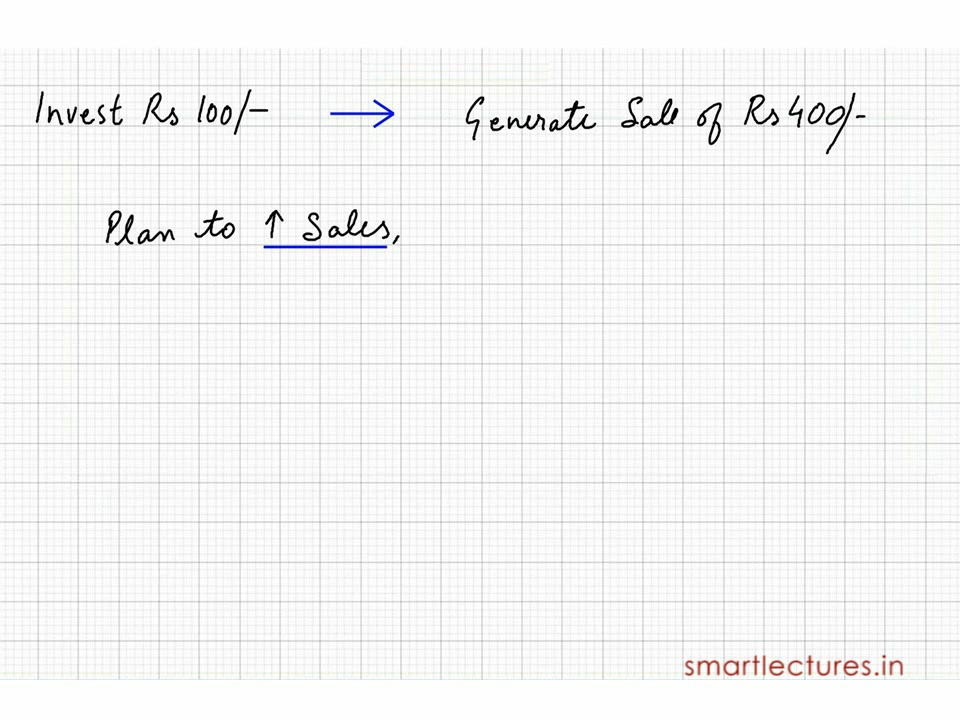 Invest Rs 100/- → Generate Sale of Rs 400/-
Plan to ↑ Sales,
smartlectures.in